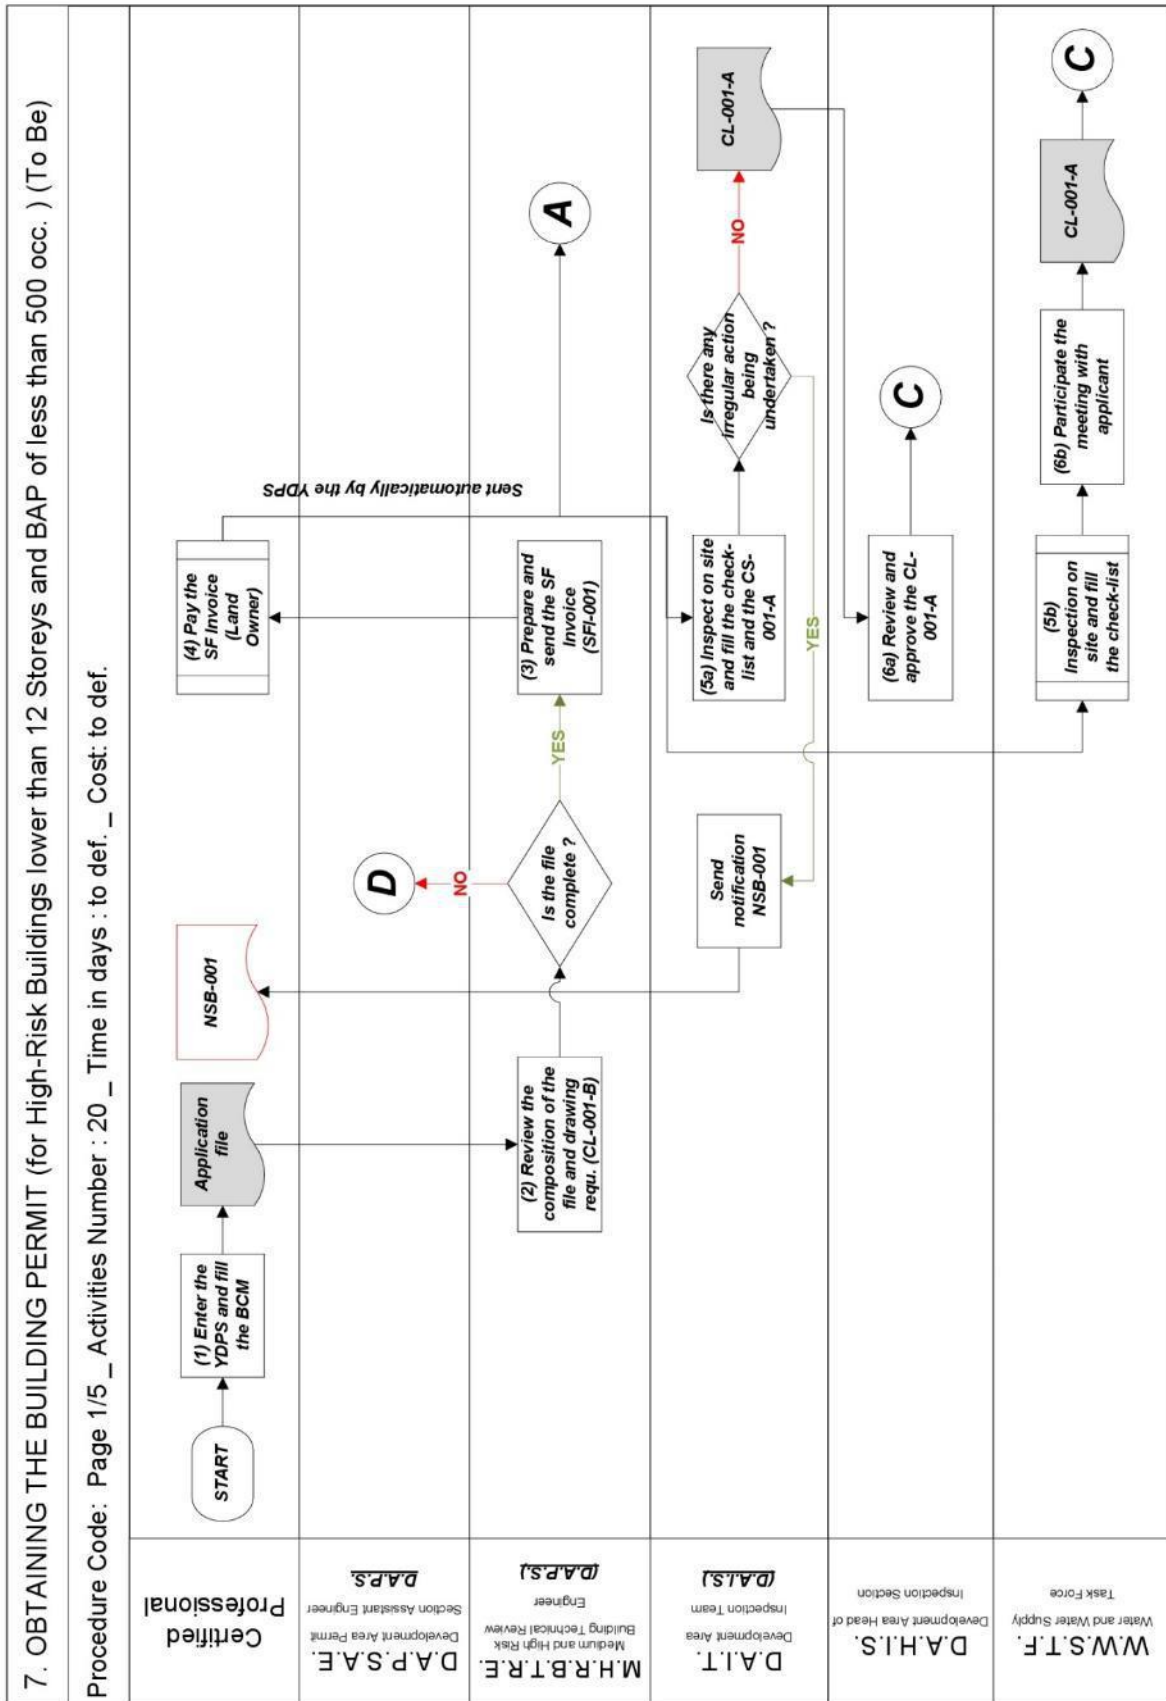 7. OBTAINING THE BUILDING PERMIT (for High-Risk Buildings lower than 12 Storeys and BAP of less than 500 occ. ) (To Be)
Procedure Code: Page 1/5 _ Activities Number : 20 _ Time in days : to def. _ Cost: to def.
Certified
Professional
START
(1) Enter the
YDPS and fill
the BCM
Application
file
NSB-001
(4) Pay the
SF Invoice
(Land
Owner)
Sent automatically by the YDPS
D.A.P.S.A.E.
Development Area Permit
Section Assistant Engineer
D.A.P.S.
D
M.H.R.B.T.R.E.
Medium and High Risk
Building Technical Review
Engineer
(D.A.P.S.)
(2) Review the
composition of the
file and drawing
requ. (CL-001-B)
Is the file
complete ?
NO
YES
(3) Prepare and
send the SF
Invoice
(SFI-001)
A
D.A.I.T.
Development Area
Inspection Team
(D.A.I.S.)
Send
notification
NSB-001
(5a) Inspect on site
and fill the check-
list and the CS-
001-A
Is there any
irregular action
being
undertaken ?
NO
YES
CL-001-A
D.A.H.I.S.
Development Area Head of
Inspection Section
(6a) Review and
approve the CL-
001-A
C
W.W.S.T.F.
Water and Water Supply
Task Force
(5b)
Inspection on
site and fill
the check-list
(6b) Participate the
meeting with
applicant
CL-001-A
C